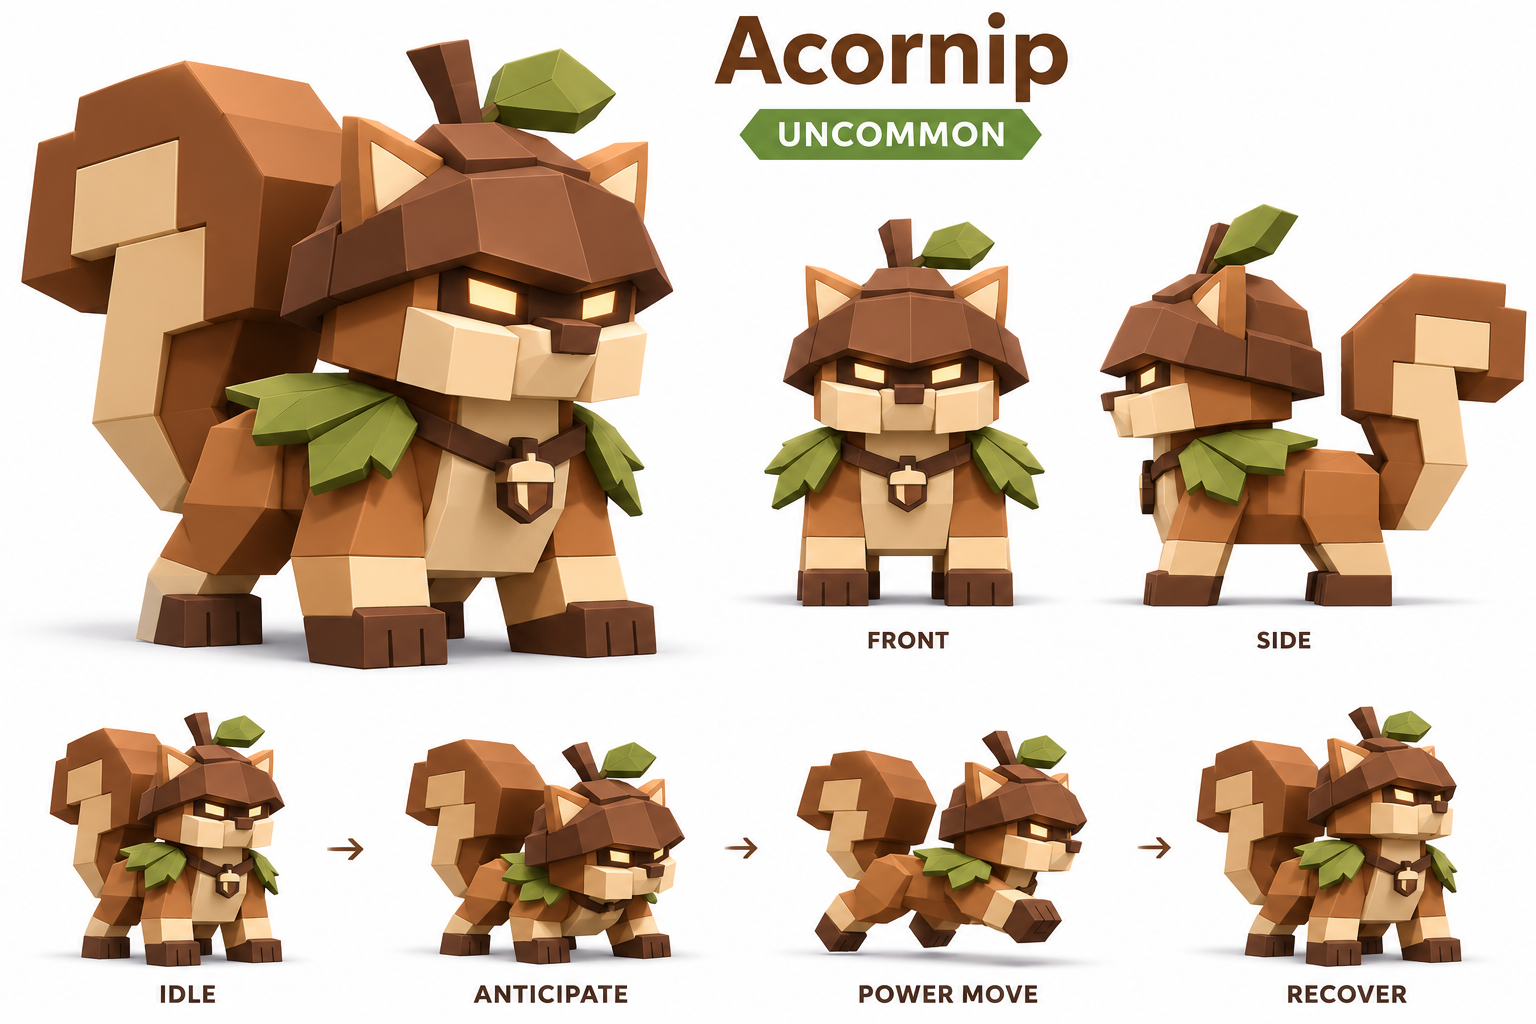 Acornip
UNCOMMON
FRONT
SIDE
IDLE
ANTICIPATE
POWER MOVE
RECOVER